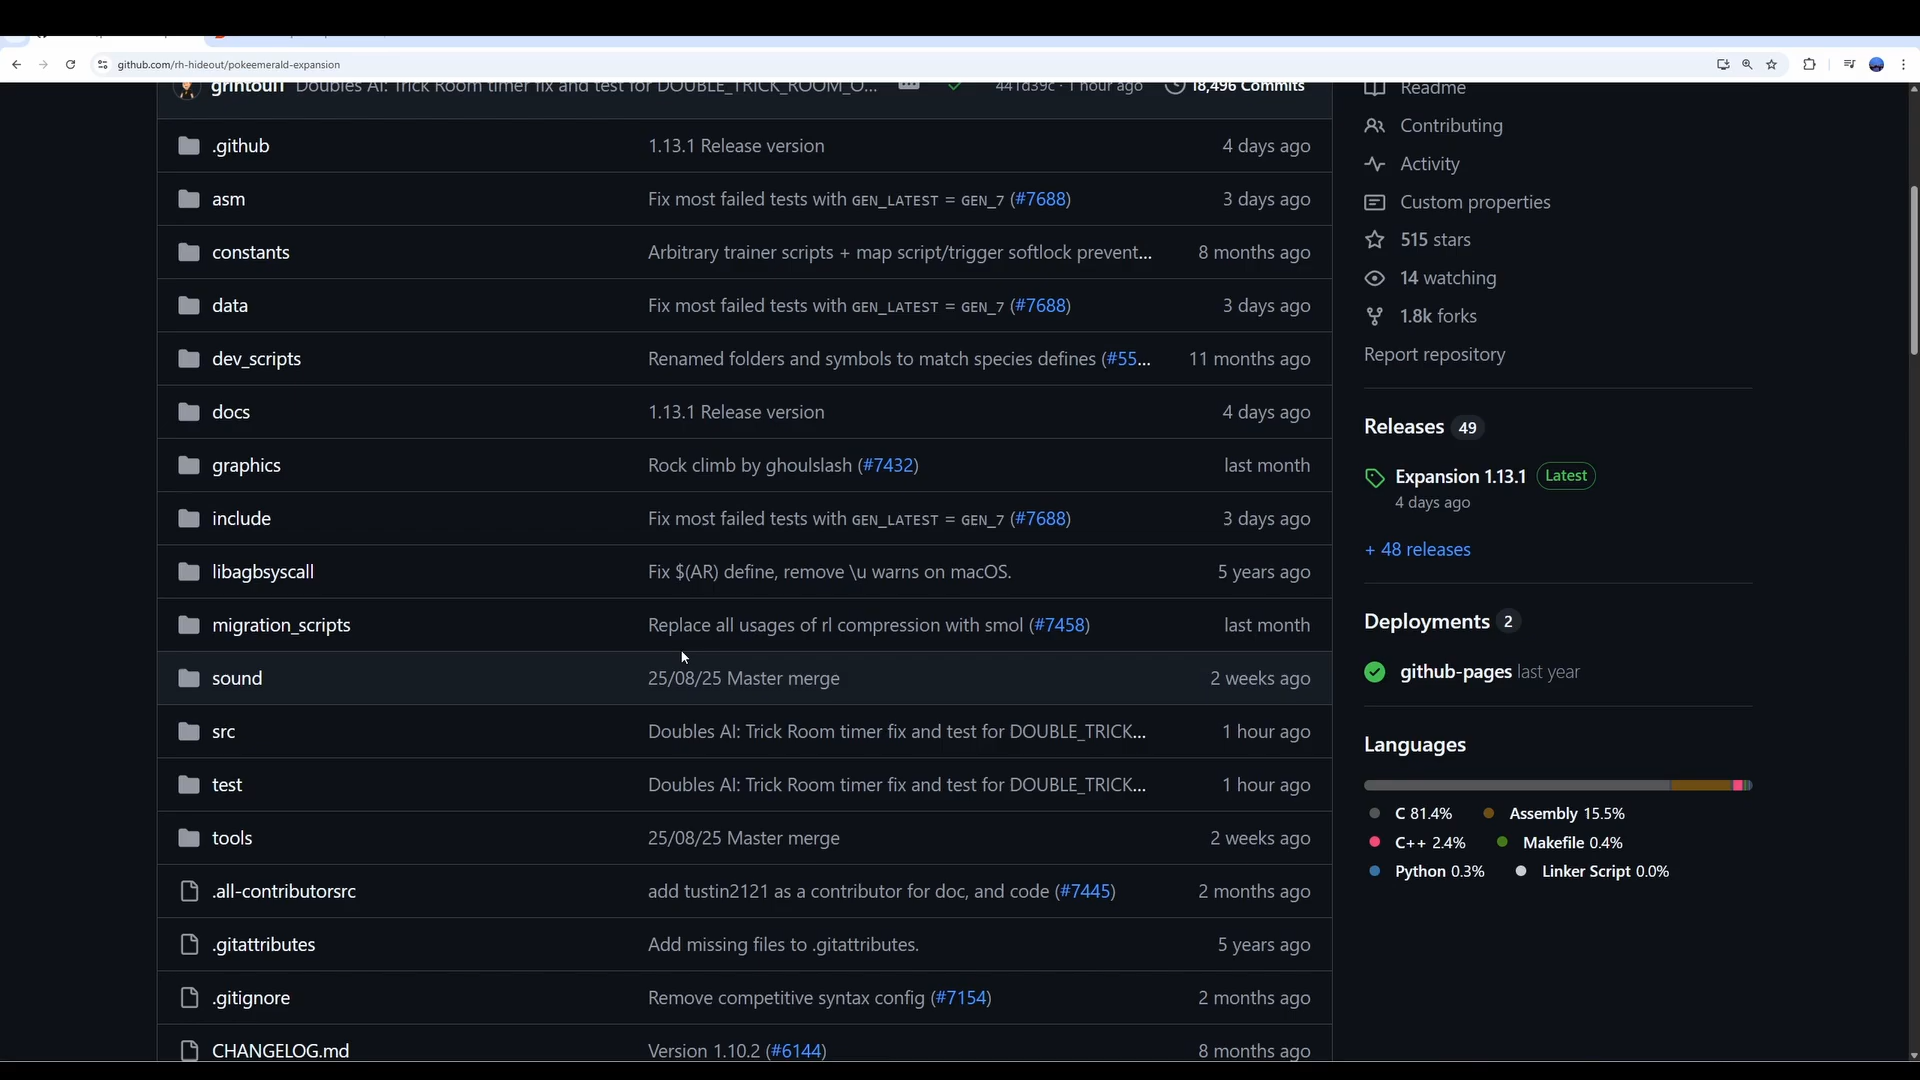 github.com/rh-hideout/pokeemerald-expansion
grintoul1 Doubles AI: Trick Room timer fix and test for DOUBLE_TRICK_ROOM_O... 441d39c · 1 hour ago 18,496 Commits
.github 1.13.1 Release version 4 days ago
asm Fix most failed tests with GEN_LATEST = GEN_7 (#7688) 3 days ago
constants Arbitrary trainer scripts + map script/trigger softlock prevent... 8 months ago
data Fix most failed tests with GEN_LATEST = GEN_7 (#7688) 3 days ago
dev_scripts Renamed folders and symbols to match species defines (#55... 11 months ago
docs 1.13.1 Release version 4 days ago
graphics Rock climb by ghoulslash (#7432) last month
include Fix most failed tests with GEN_LATEST = GEN_7 (#7688) 3 days ago
libagbsyscall Fix $(AR) define, remove \u warns on macOS. 5 years ago
migration_scripts Replace all usages of rl compression with smol (#7458) last month
sound 25/08/25 Master merge 2 weeks ago
src Doubles AI: Trick Room timer fix and test for DOUBLE_TRICK... 1 hour ago
test Doubles AI: Trick Room timer fix and test for DOUBLE_TRICK... 1 hour ago
tools 25/08/25 Master merge 2 weeks ago
.all-contributorsrc add tustin2121 as a contributor for doc, and code (#7445) 2 months ago
.gitattributes Add missing files to .gitattributes. 5 years ago
.gitignore Remove competitive syntax config (#7154) 2 months ago
CHANGELOG.md Version 1.10.2 (#6144) 8 months ago
Readme
Contributing
Activity
Custom properties
515 stars
14 watching
1.8k forks
Report repository
Releases 49
Expansion 1.13.1 Latest
4 days ago
+ 48 releases
Deployments 2
github-pages last year
Languages
C 81.4% Assembly 15.5%
C++ 2.4% Makefile 0.4%
Python 0.3% Linker Script 0.0%